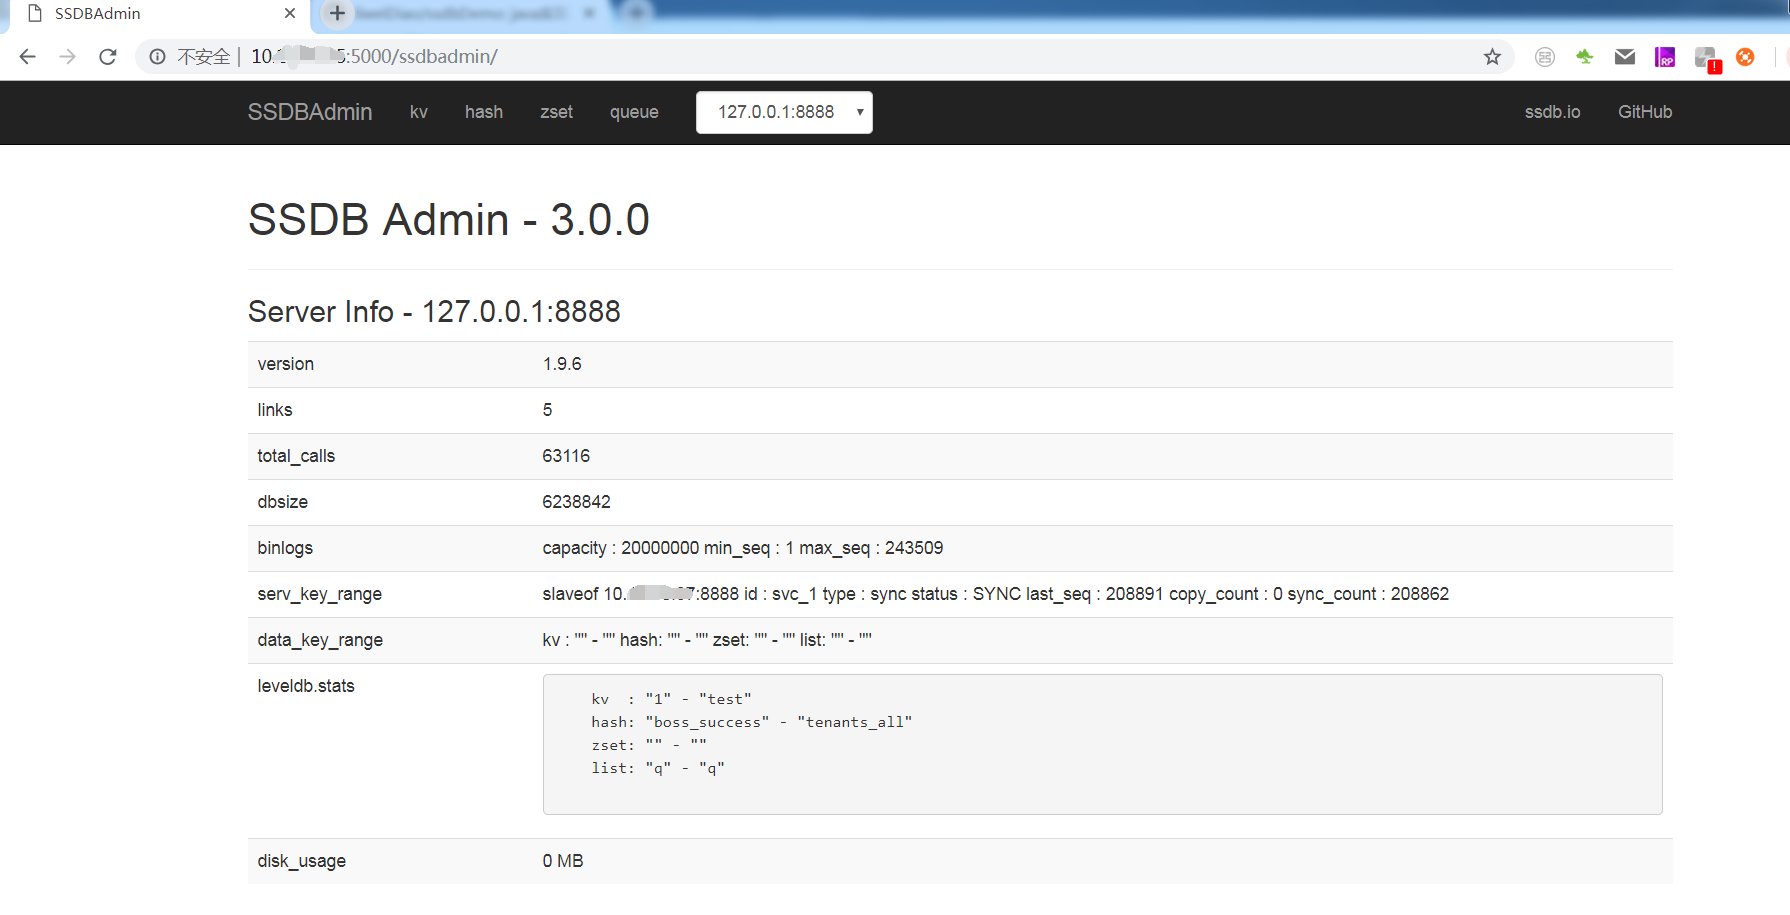 SSDBAdmin
不安全 | 10. 5:5000/ssdbadmin/
SSDBAdmin kv hash zset queue 127.0.0.1:8888 ssdb.io GitHub
SSDB Admin - 3.0.0
Server Info - 127.0.0.1:8888
version 1.9.6
links 5
total_calls 63116
dbsize 6238842
binlogs capacity : 20000000 min_seq : 1 max_seq : 243509
serv_key_range slaveof 10. 7:8888 id : svc_1 type : sync status : SYNC last_seq : 208891 copy_count : 0 sync_count : 208862
data_key_range kv : "" - "" hash: "" - "" zset: "" - "" list: "" - ""
leveldb.stats
kv : "1" - "test"
hash: "boss_success" - "tenants_all"
zset: "" - ""
list: "q" - "q"
disk_usage 0 MB